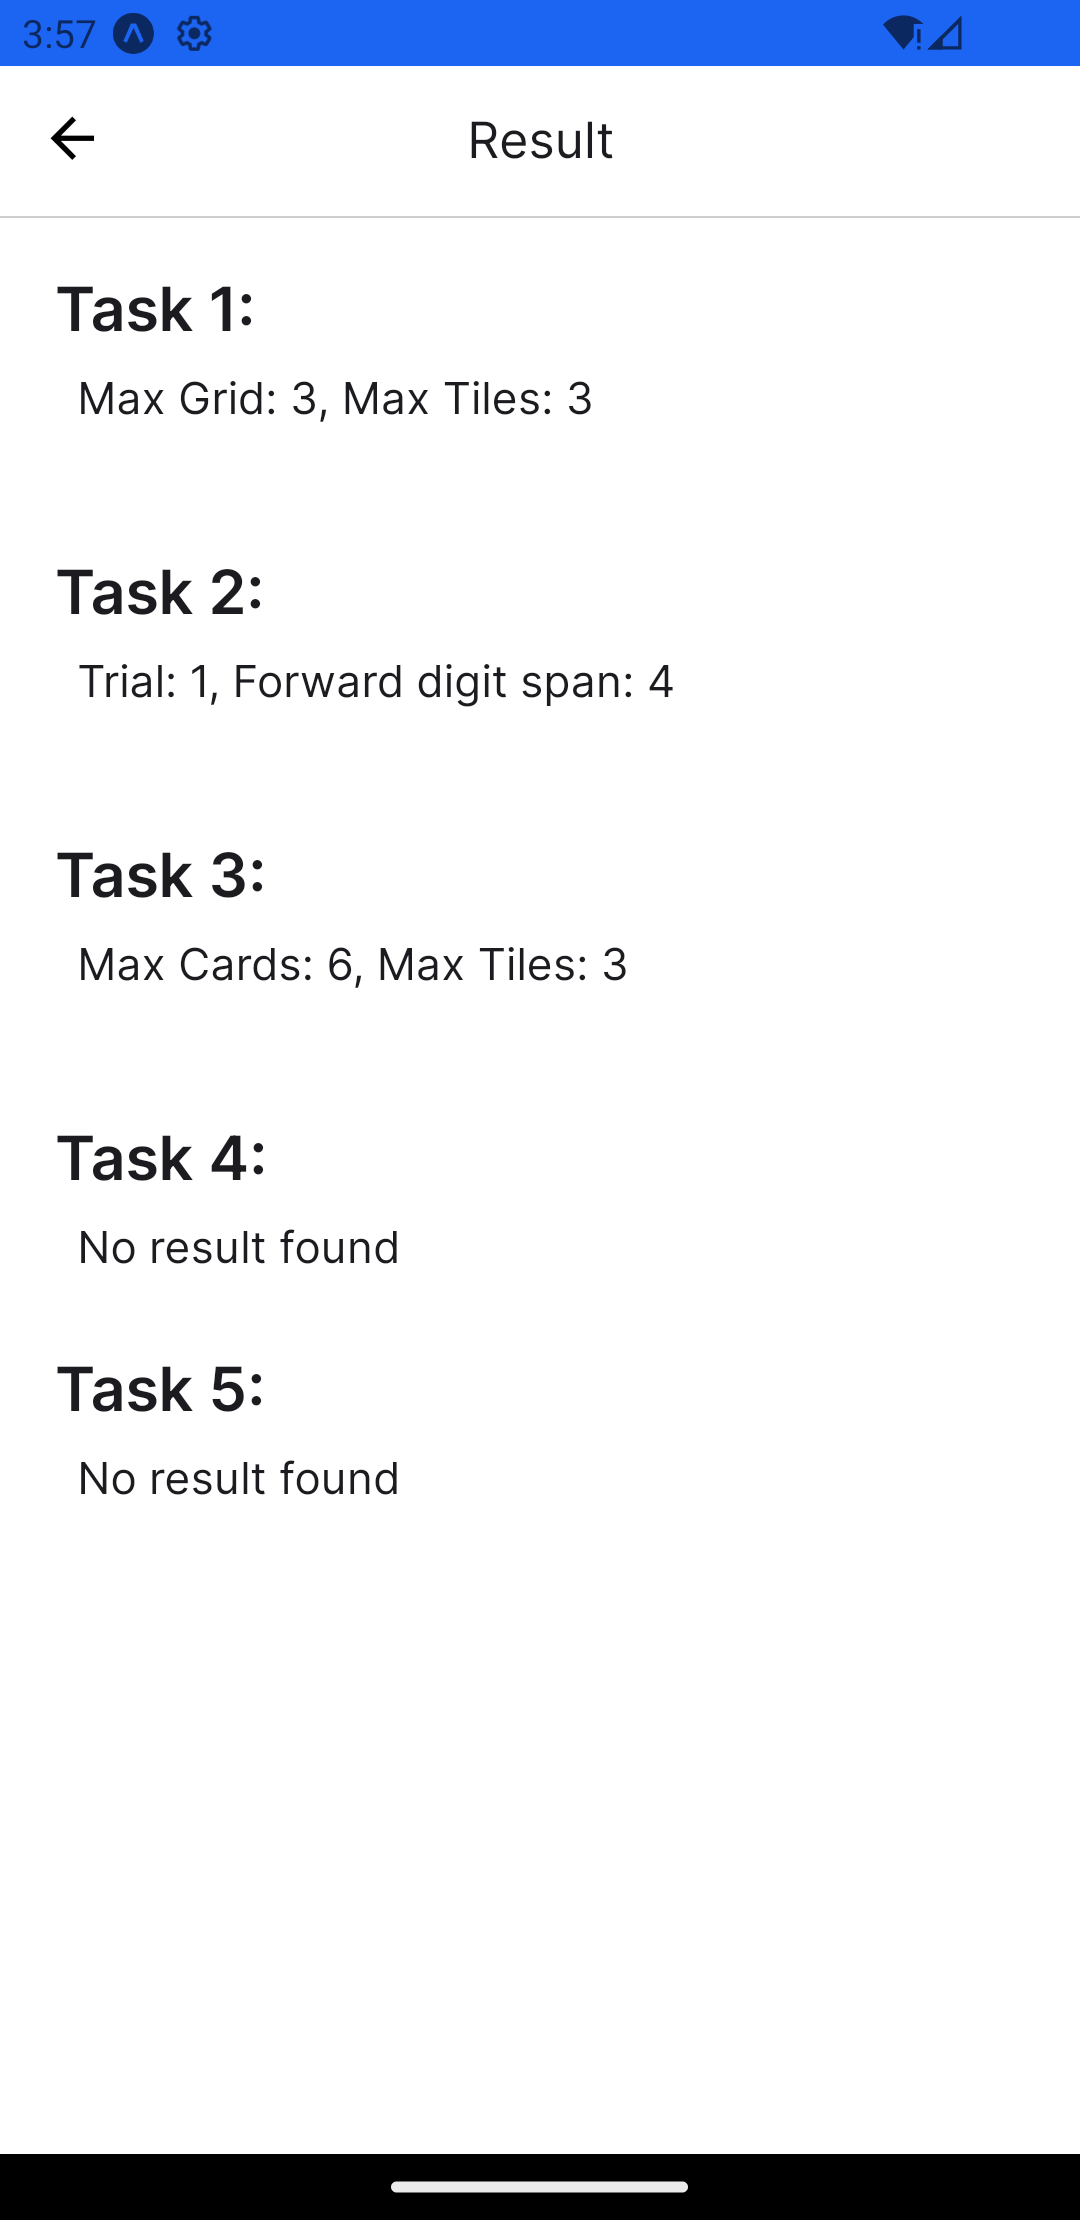 3:57
Result
Task 1:
Max Grid: 3, Max Tiles: 3
Task 2:
Trial: 1, Forward digit span: 4
Task 3:
Max Cards: 6, Max Tiles: 3
Task 4:
No result found
Task 5:
No result found